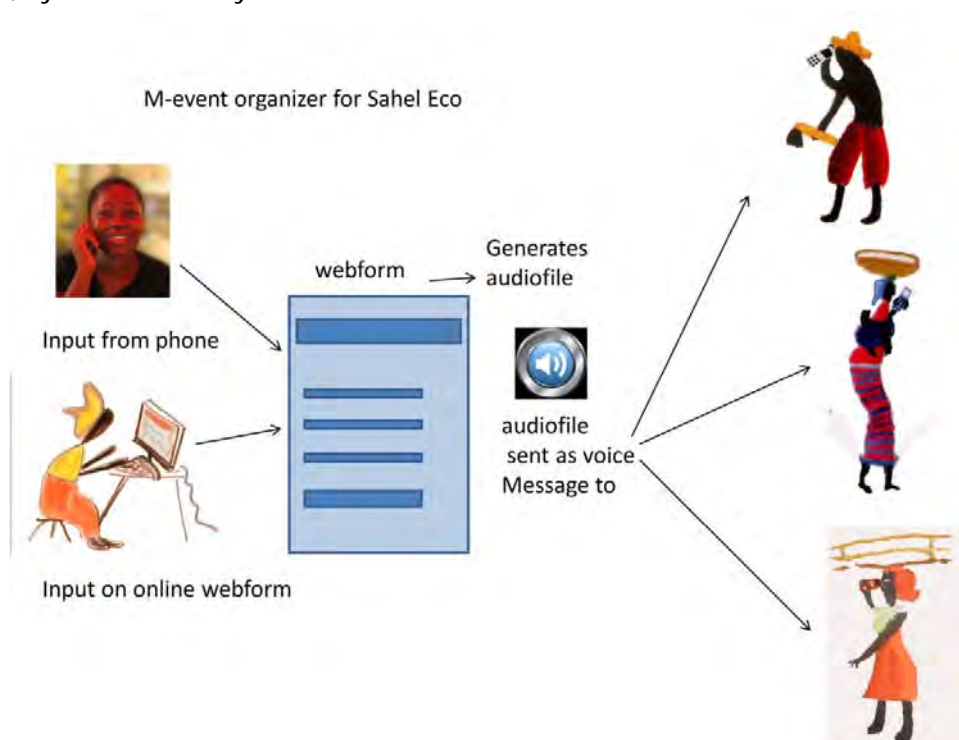 M-event organizer for Sahel Eco
Generates
audiofile
webform
Input from phone
audiofile
sent as voice
Message to
Input on online webform